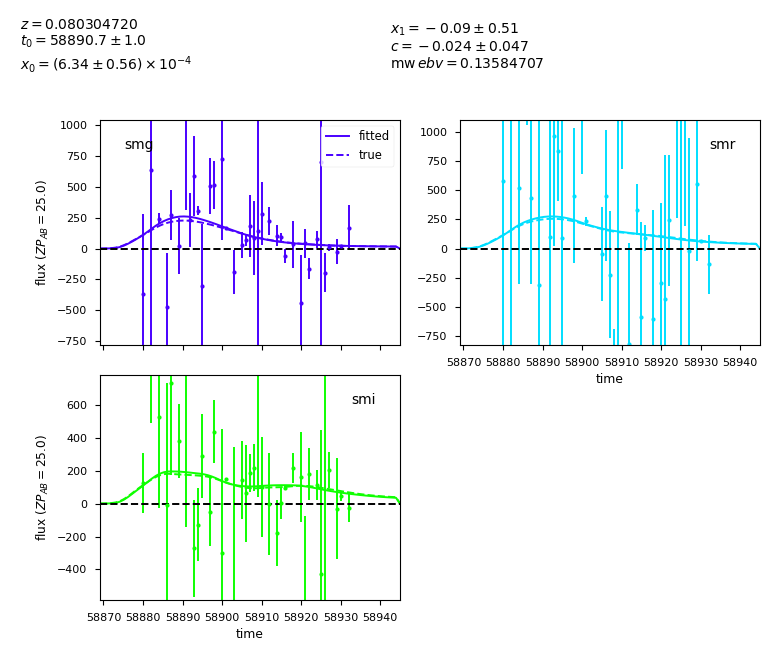 z = 0.080304720
t₀ = 58890.7 ± 1.0
x₀ = (6.34 ± 0.56) × 10⁻⁴
x₁ = −0.09 ± 0.51
c = −0.024 ± 0.047
mw ebv = 0.13584707
smg
fitted
true
1000
750
500
250
0
−250
−500
−750
flux (ZP_AB = 25.0)
smr
1000
750
500
250
0
−250
−500
−750
58870 58880 58890 58900 58910 58920 58930 58940
time
smi
600
400
200
0
−200
−400
flux (ZP_AB = 25.0)
58870 58880 58890 58900 58910 58920 58930 58940
time